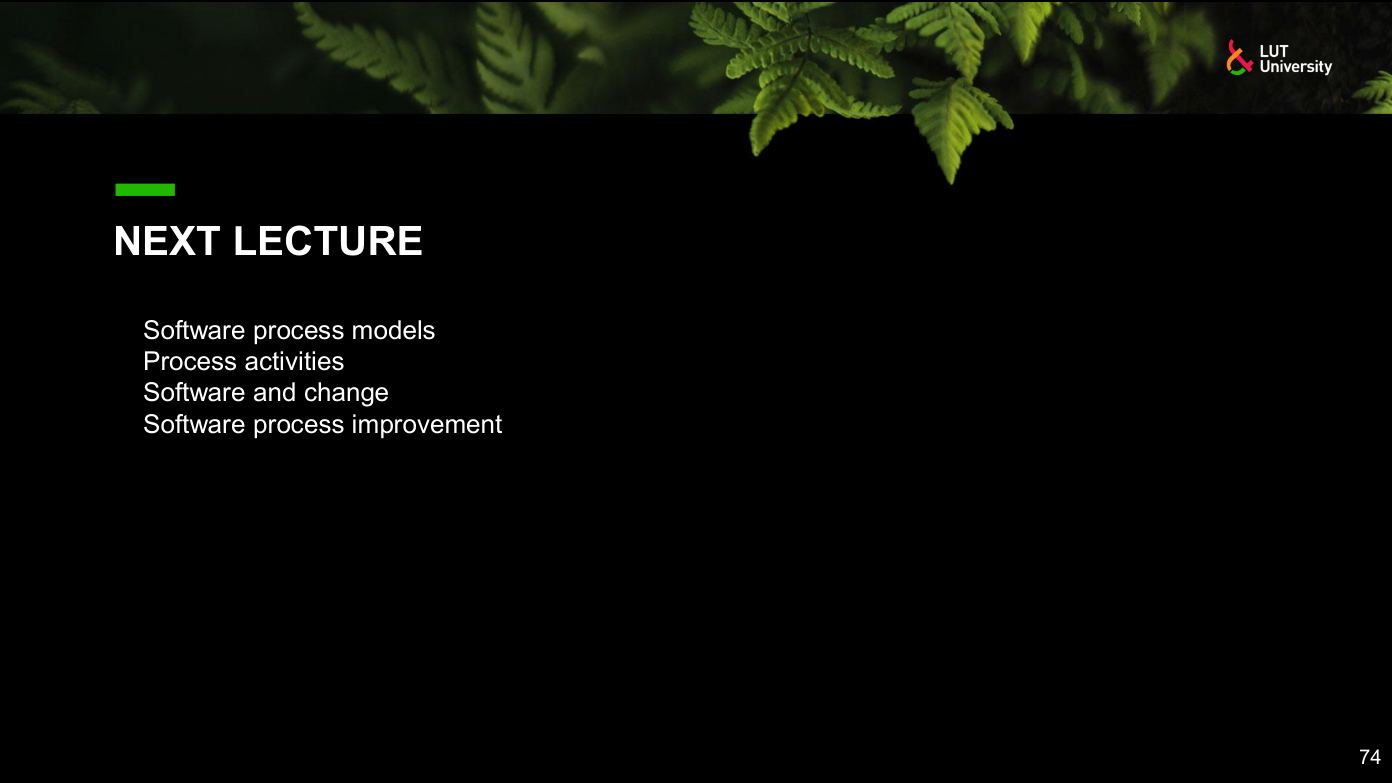 LUT
University
NEXT LECTURE
Software process models
Process activities
Software and change
Software process improvement
74